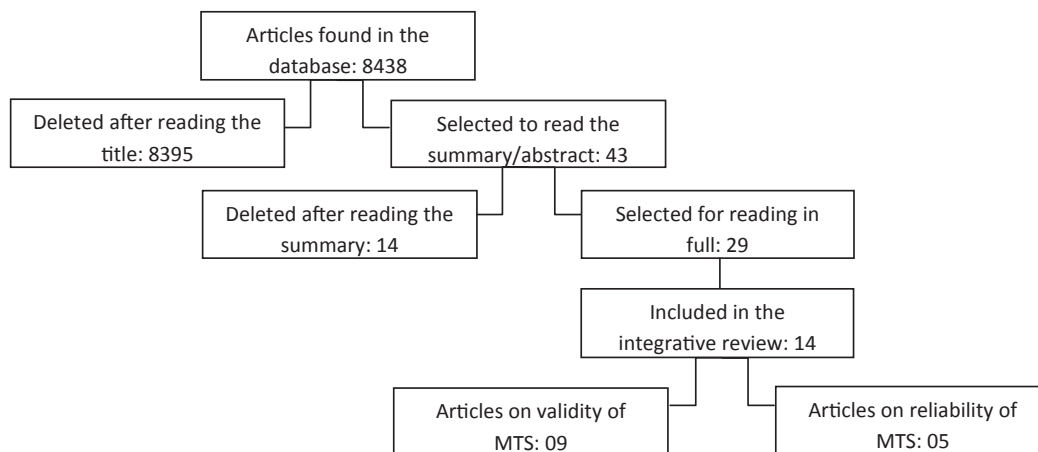 Articles found in the
database: 8438
Deleted after reading the
title: 8395
Selected to read the
summary/abstract: 43
Deleted after reading the
summary: 14
Selected for reading in
full: 29
Included in the
integrative review: 14
Articles on validity of
MTS: 09
Articles on reliability of
MTS: 05